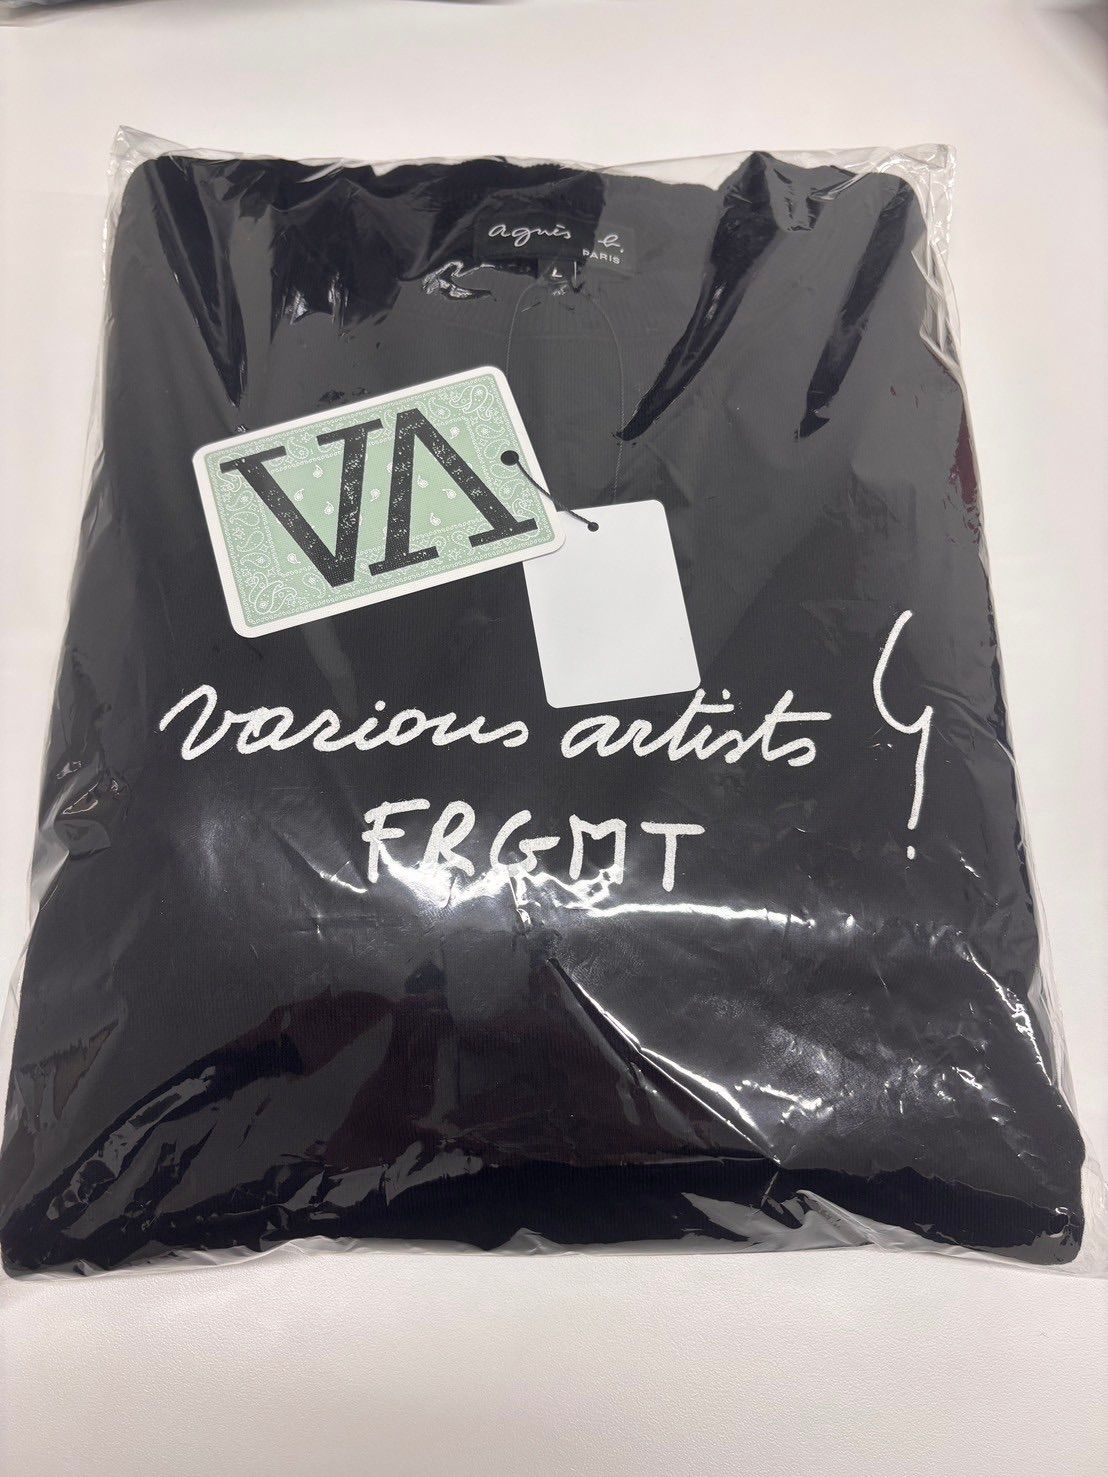 agnès b.
PARIS
L
VA
various artists
FRGMT